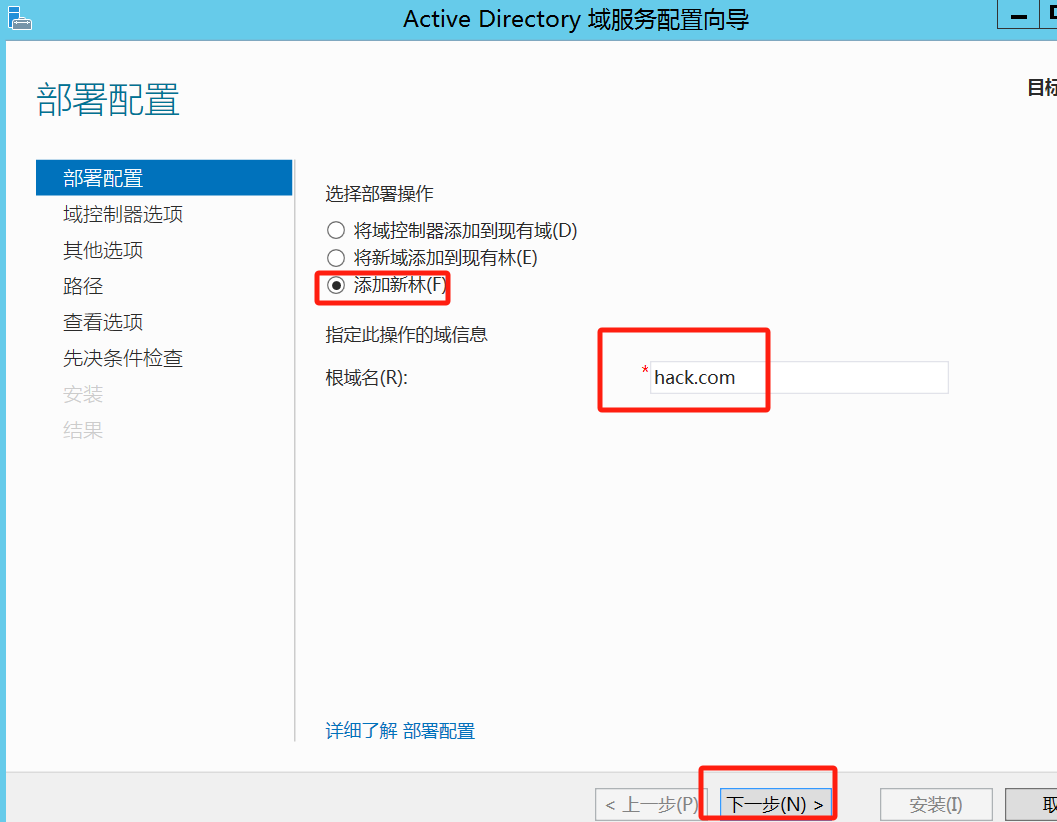 Active Directory 域服务配置向导
部署配置
目标
部署配置
域控制器选项
其他选项
路径
查看选项
先决条件检查
安装
结果
选择部署操作
将域控制器添加到现有域(D)
将新域添加到现有林(E)
添加新林(F)
指定此操作的域信息
根域名(R):
* hack.com
详细了解 部署配置
< 上一步(P)
下一步(N) >
安装(I)
取